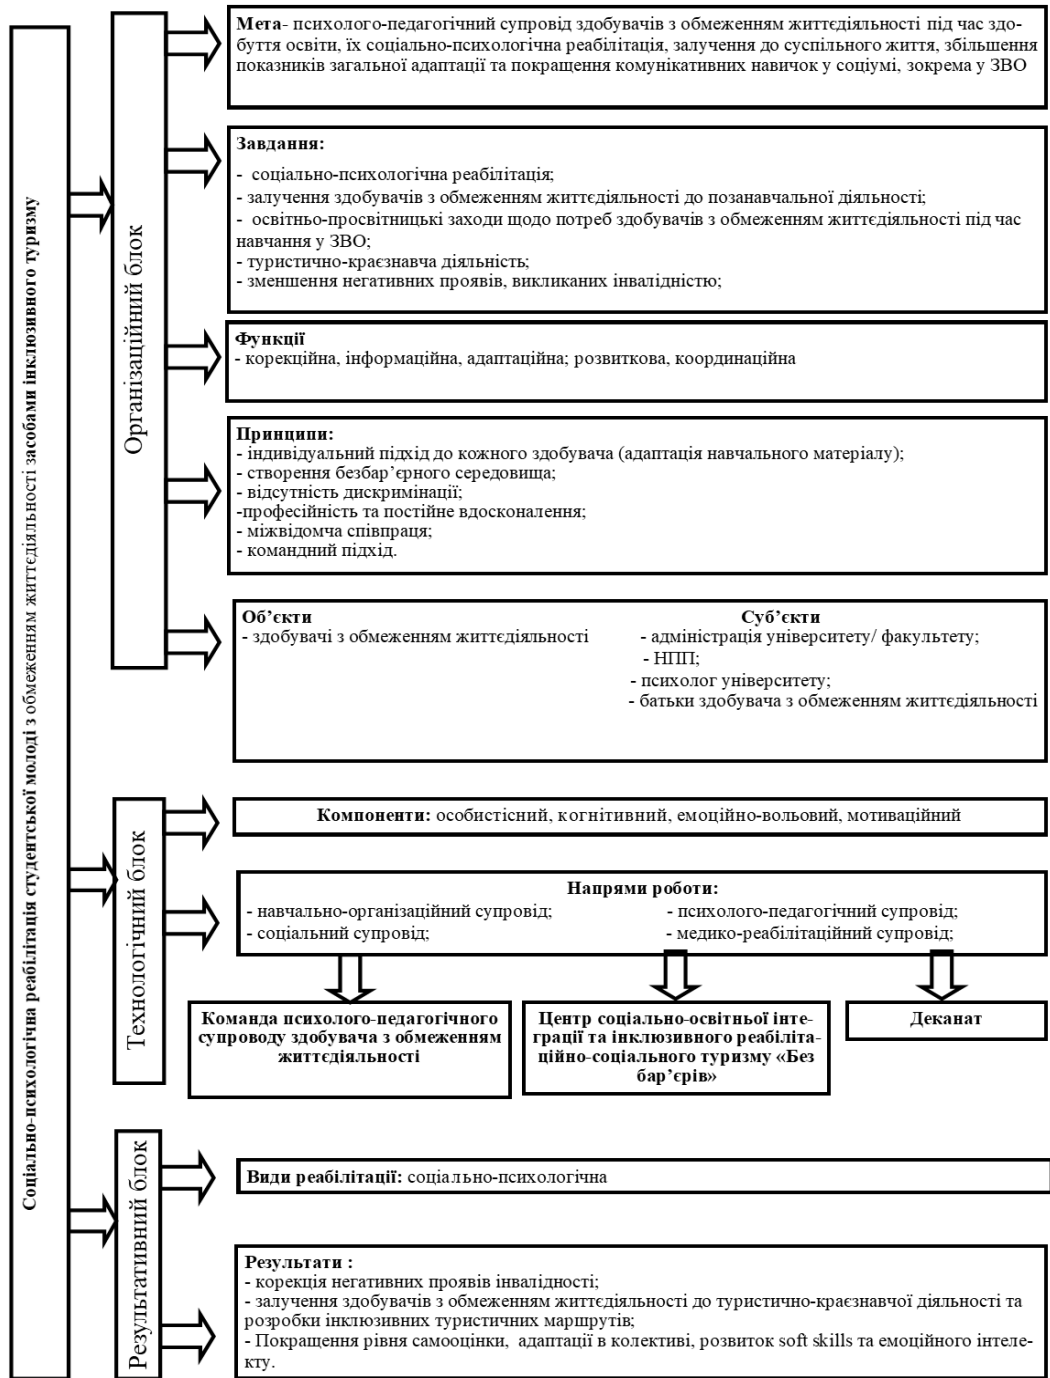 Соціально-психологічна реабілітація студентської молоді з обмеженням життєдіяльності засобами інклюзивного туризму
Організаційний блок
Мета- психолого-педагогічний супровід здобувачів з обмеженням життєдіяльності під час здо-
буття освіти, їх соціально-психологічна реабілітація, залучення до суспільного життя, збільшення
показників загальної адаптації та покращення комунікативних навичок у соціумі, зокрема у ЗВО
Завдання:
- соціально-психологічна реабілітація;
- залучення здобувачів з обмеженням життєдіяльності до позанавчальної діяльності;
- освітньо-просвітницькі заходи щодо потреб здобувачів з обмеженням життєдіяльності під час
навчання у ЗВО;
- туристично-краєзнавча діяльність;
- зменшення негативних проявів, викликаних інвалідністю;
Функції
- корекційна, інформаційна, адаптаційна; розвиткова, координаційна
Принципи:
- індивідуальний підхід до кожного здобувача (адаптація навчального матеріалу);
- створення безбар’єрного середовища;
- відсутність дискримінації;
-професійність та постійне вдосконалення;
- міжвідомча співпраця;
- командний підхід.
Об’єкти
- здобувачі з обмеженням життєдіяльності
Суб’єкти
- адміністрація університету/ факультету;
- НПП;
- психолог університету;
- батьки здобувача з обмеженням життєдіяльності
Технологічний блок
Компоненти: особистісний, когнітивний, емоційно-вольовий, мотиваційний
Напрями роботи:
- навчально-організаційний супровід;
- соціальний супровід;
- психолого-педагогічний супровід;
- медико-реабілітаційний супровід;
Команда психолого-педагогічного
супроводу здобувача з обмеженням
життєдіяльності
Центр соціально-освітньої інте-
грації та інклюзивного реабіліта-
ційно-соціального туризму «Без
бар’єрів»
Деканат
Результативний блок
Види реабілітації: соціально-психологічна
Результати :
- корекція негативних проявів інвалідності;
- залучення здобувачів з обмеженням життєдіяльності до туристично-краєзнавчої діяльності та
розробки інклюзивних туристичних маршрутів;
- Покращення рівня самооцінки, адаптації в колективі, розвиток soft skills та емоційного інтеле-
кту.